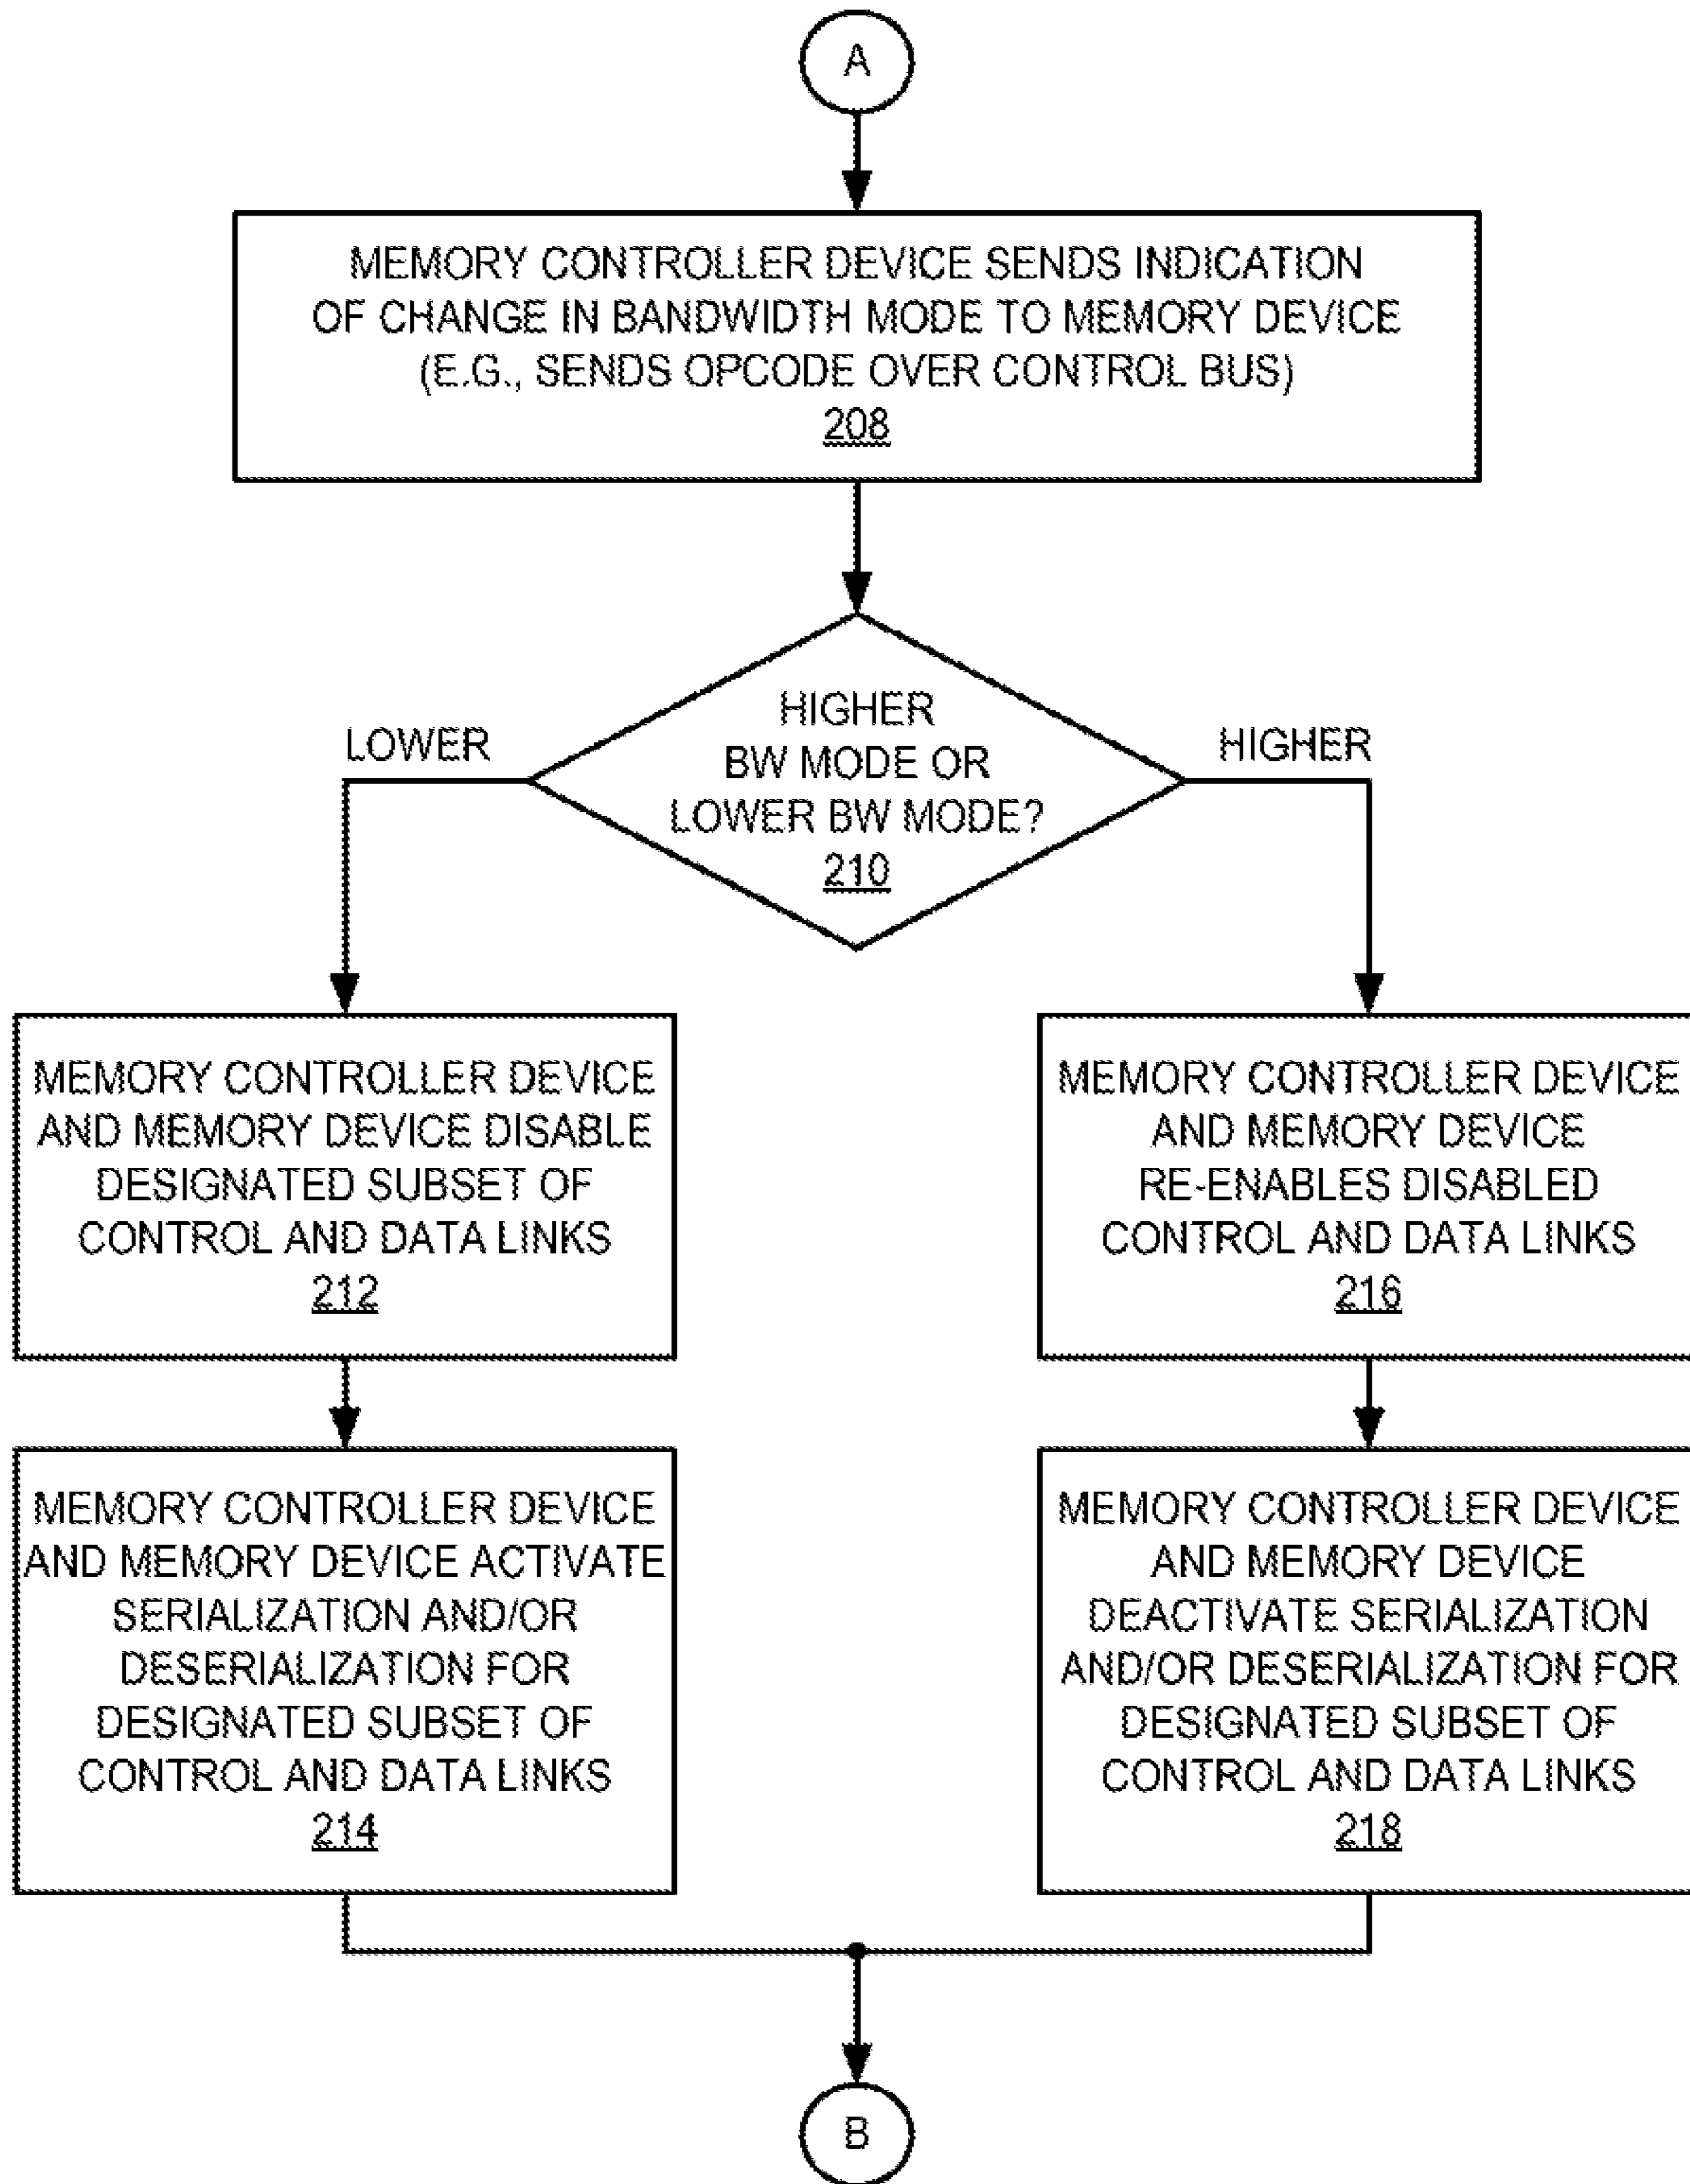 A
MEMORY CONTROLLER DEVICE SENDS INDICATION
OF CHANGE IN BANDWIDTH MODE TO MEMORY DEVICE
(E.G., SENDS OPCODE OVER CONTROL BUS)
208
HIGHER
BW MODE OR
LOWER BW MODE?
210
LOWER
HIGHER
MEMORY CONTROLLER DEVICE
AND MEMORY DEVICE DISABLE
DESIGNATED SUBSET OF
CONTROL AND DATA LINKS
212
MEMORY CONTROLLER DEVICE
AND MEMORY DEVICE
RE-ENABLES DISABLED
CONTROL AND DATA LINKS
216
MEMORY CONTROLLER DEVICE
AND MEMORY DEVICE ACTIVATE
SERIALIZATION AND/OR
DESERIALIZATION FOR
DESIGNATED SUBSET OF
CONTROL AND DATA LINKS
214
MEMORY CONTROLLER DEVICE
AND MEMORY DEVICE
DEACTIVATE SERIALIZATION
AND/OR DESERIALIZATION FOR
DESIGNATED SUBSET OF
CONTROL AND DATA LINKS
218
B